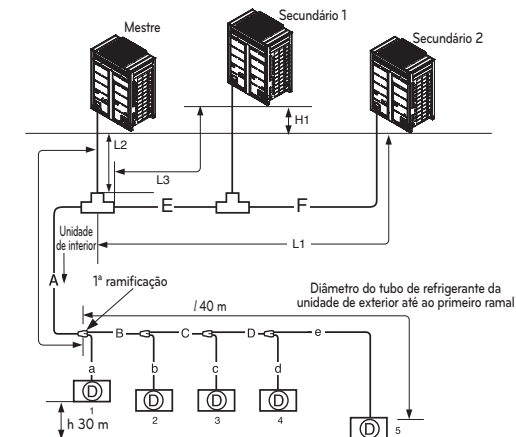 Mestre
Secundário 1
Secundário 2
H1
L2
L3
E
F
Unidade
de interior
L1
A
1ª ramificação
l 40 m
Diâmetro do tubo de refrigerante da
unidade de exterior até ao primeiro ramal
B
C
D
e
a
b
c
d
D
D
D
D
D
1
2
3
4
5
h 30 m